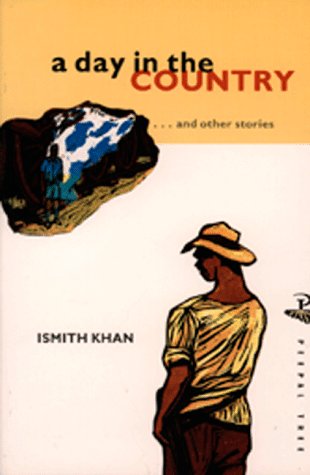 a day in the
COUNTRY
. . . and other stories
ISMITH KHAN
PEEPAL TREE